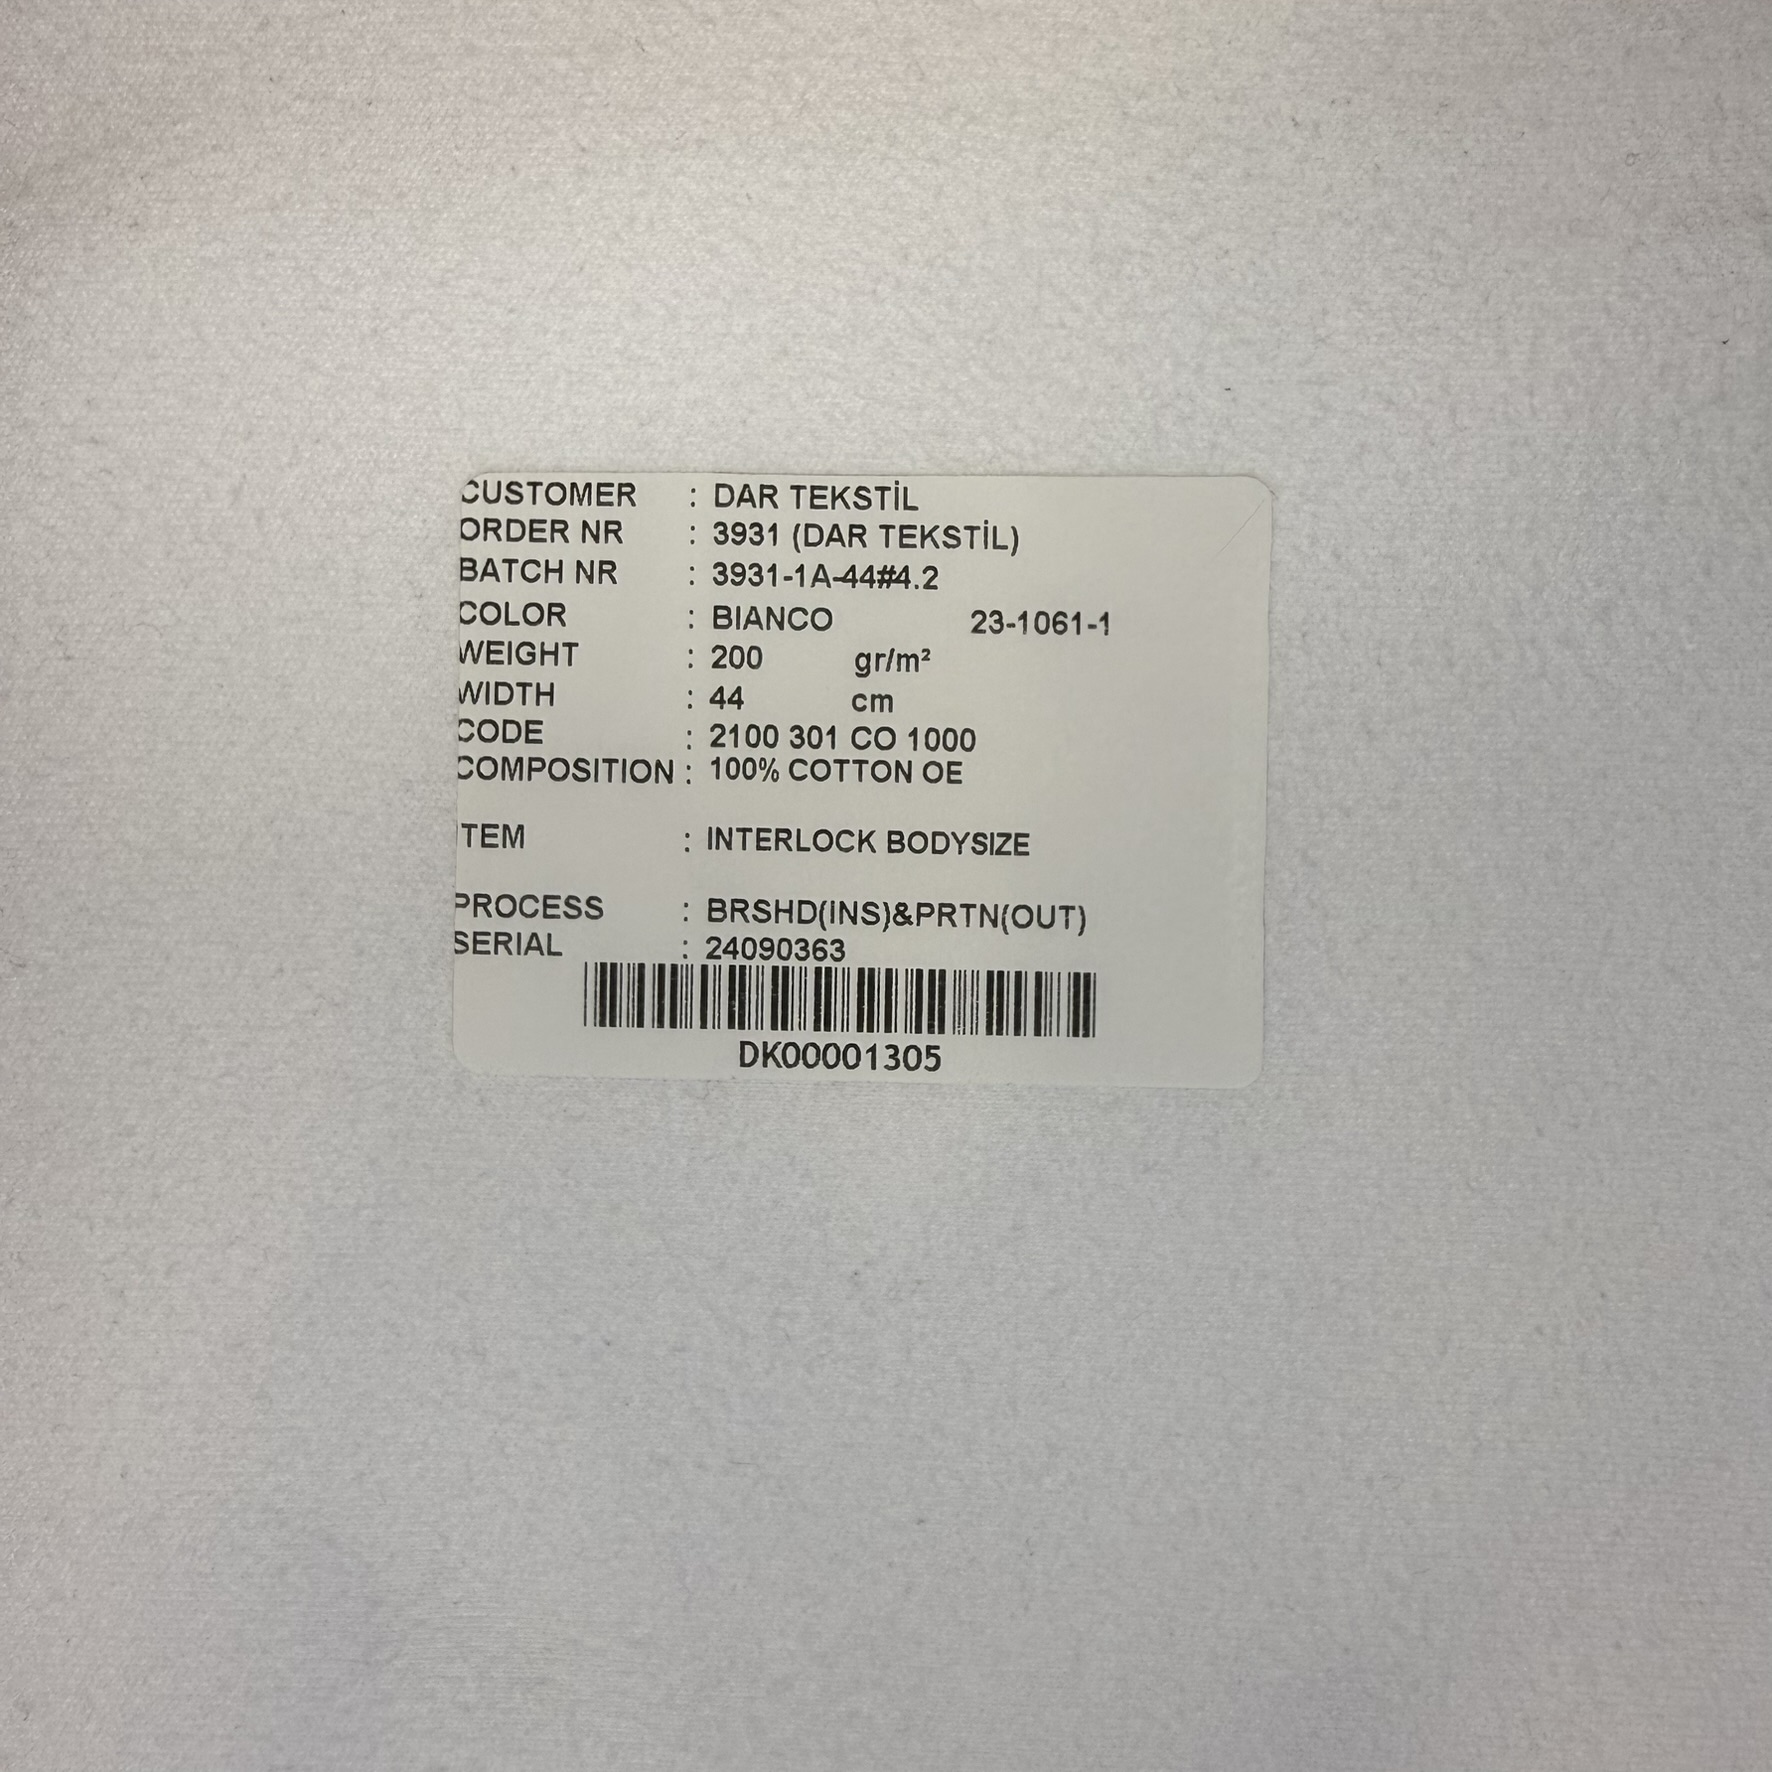 CUSTOMER : DAR TEKSTİL
ORDER NR : 3931 (DAR TEKSTİL)
BATCH NR : 3931-1A-44#4.2
COLOR : BIANCO 23-1061-1
WEIGHT : 200 gr/m²
WIDTH : 44 cm
CODE : 2100 301 CO 1000
COMPOSITION : 100% COTTON OE
ITEM : INTERLOCK BODYSIZE
PROCESS : BRSHD(INS)&PRTN(OUT)
SERIAL : 24090363
DK00001305